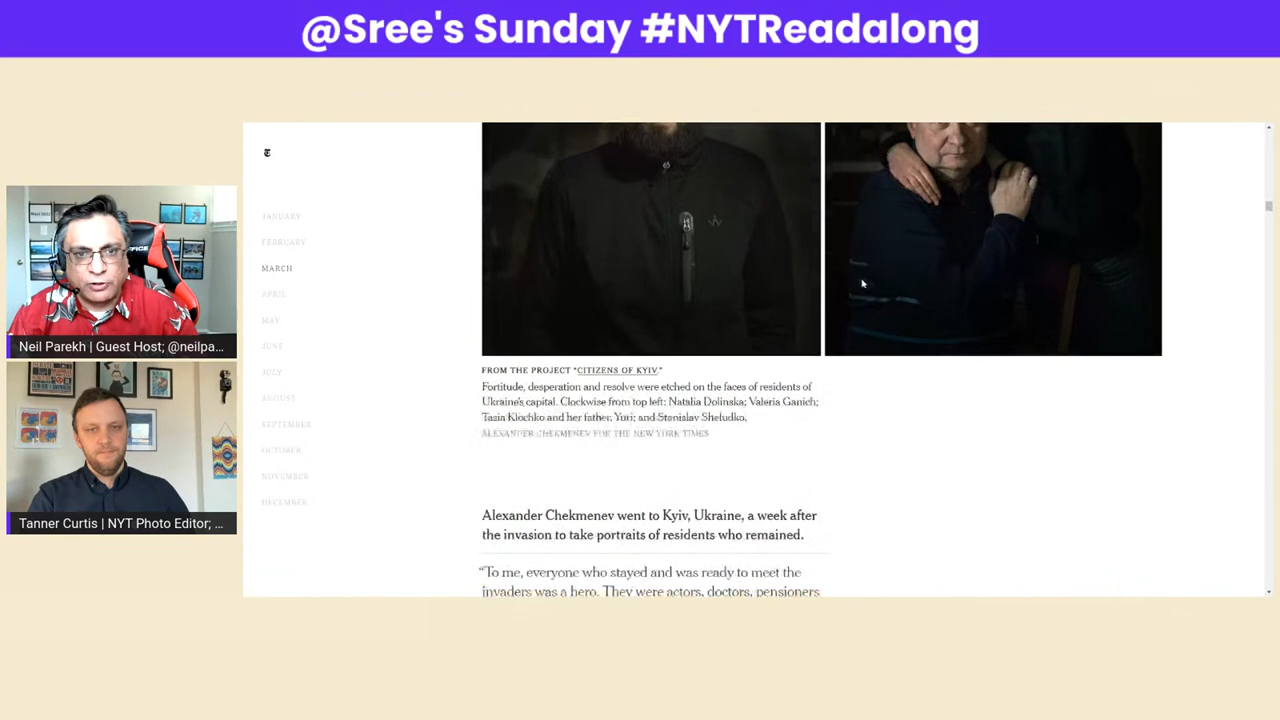 @Sree's Sunday #NYTReadalong
T
JANUARY
FEBRUARY
MARCH
APRIL
MAY
JUNE
JULY
AUGUST
SEPTEMBER
OCTOBER
NOVEMBER
DECEMBER
Neil Parekh | Guest Host; @neilpa...
Tanner Curtis | NYT Photo Editor; ...
FROM THE PROJECT “CITIZENS OF KYIV.”
Fortitude, desperation and resolve were etched on the faces of residents of
Ukraine’s capital. Clockwise from top left: Natalia Dolinska; Valeria Ganich;
Tasia Klochko and her father, Yuri; and Stanislav Sheludko.
ALEXANDER CHEKMENEV FOR THE NEW YORK TIMES
Alexander Chekmenev went to Kyiv, Ukraine, a week after
the invasion to take portraits of residents who remained.
“To me, everyone who stayed and was ready to meet the
invaders was a hero. They were actors, doctors, pensioners